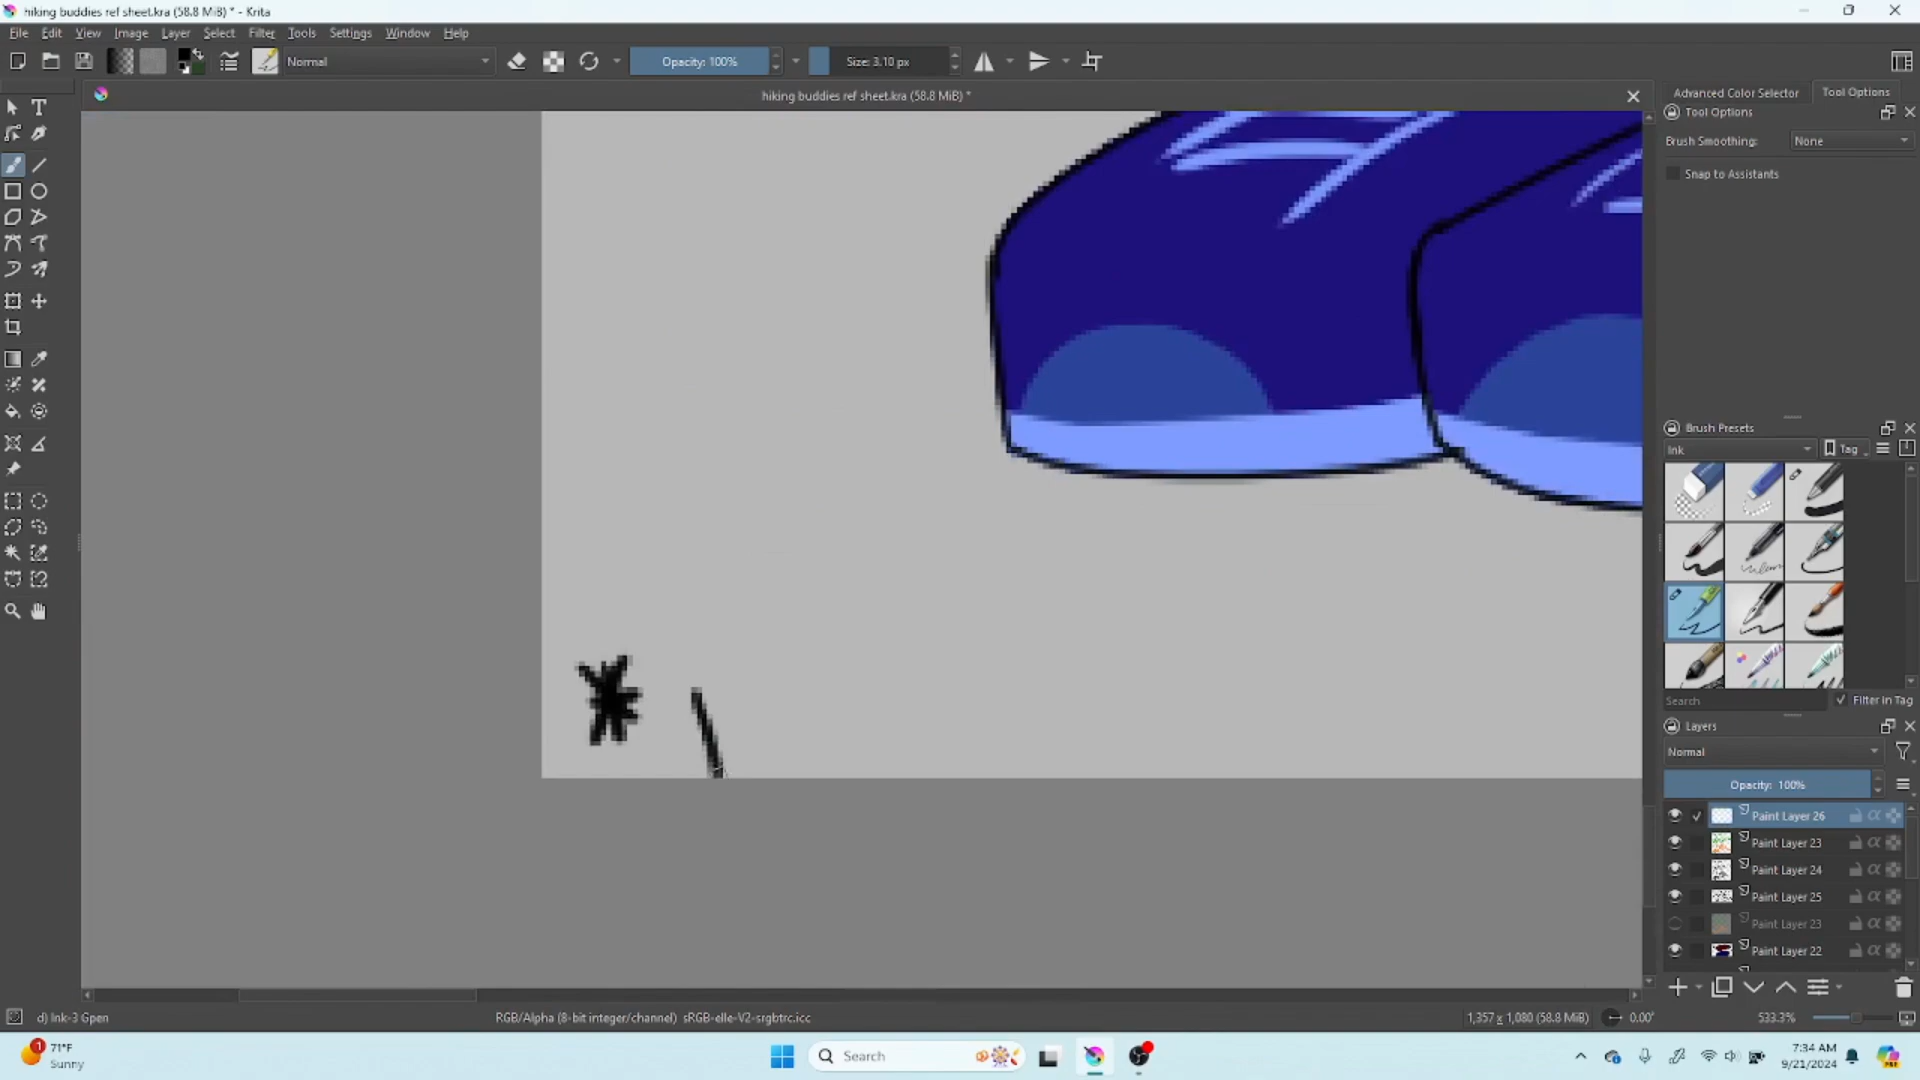 hiking buddies ref sheet.kra (58.8 MiB) * - Krita
File Edit View Image Layer Select Filter Tools Settings Windows Help
Normal Opacity: 100% Size: 3.10 px
hiking buddies ref sheet.kra (58.8 MiB) *
Advanced Color Selector Tool Options
Tool Options
Brush Smoothing: None
Snap to Assistants
Brush Presets
Ink Tag
Search Filter in Tag
Layers
Normal
Opacity: 100%
Paint Layer 26
Paint Layer 23
Paint Layer 24
Paint Layer 25
Paint Layer 23
Paint Layer 22
d) Ink-3 Gpen RGB/Alpha (8-bit integer/channel) sRGB-elle-V2-srgbtrc.icc 1,357 x 1,080 (58.8 MiB) 0.00° 533.3%
1 71°F
Sunny
Search
7:34 AM
9/21/2024